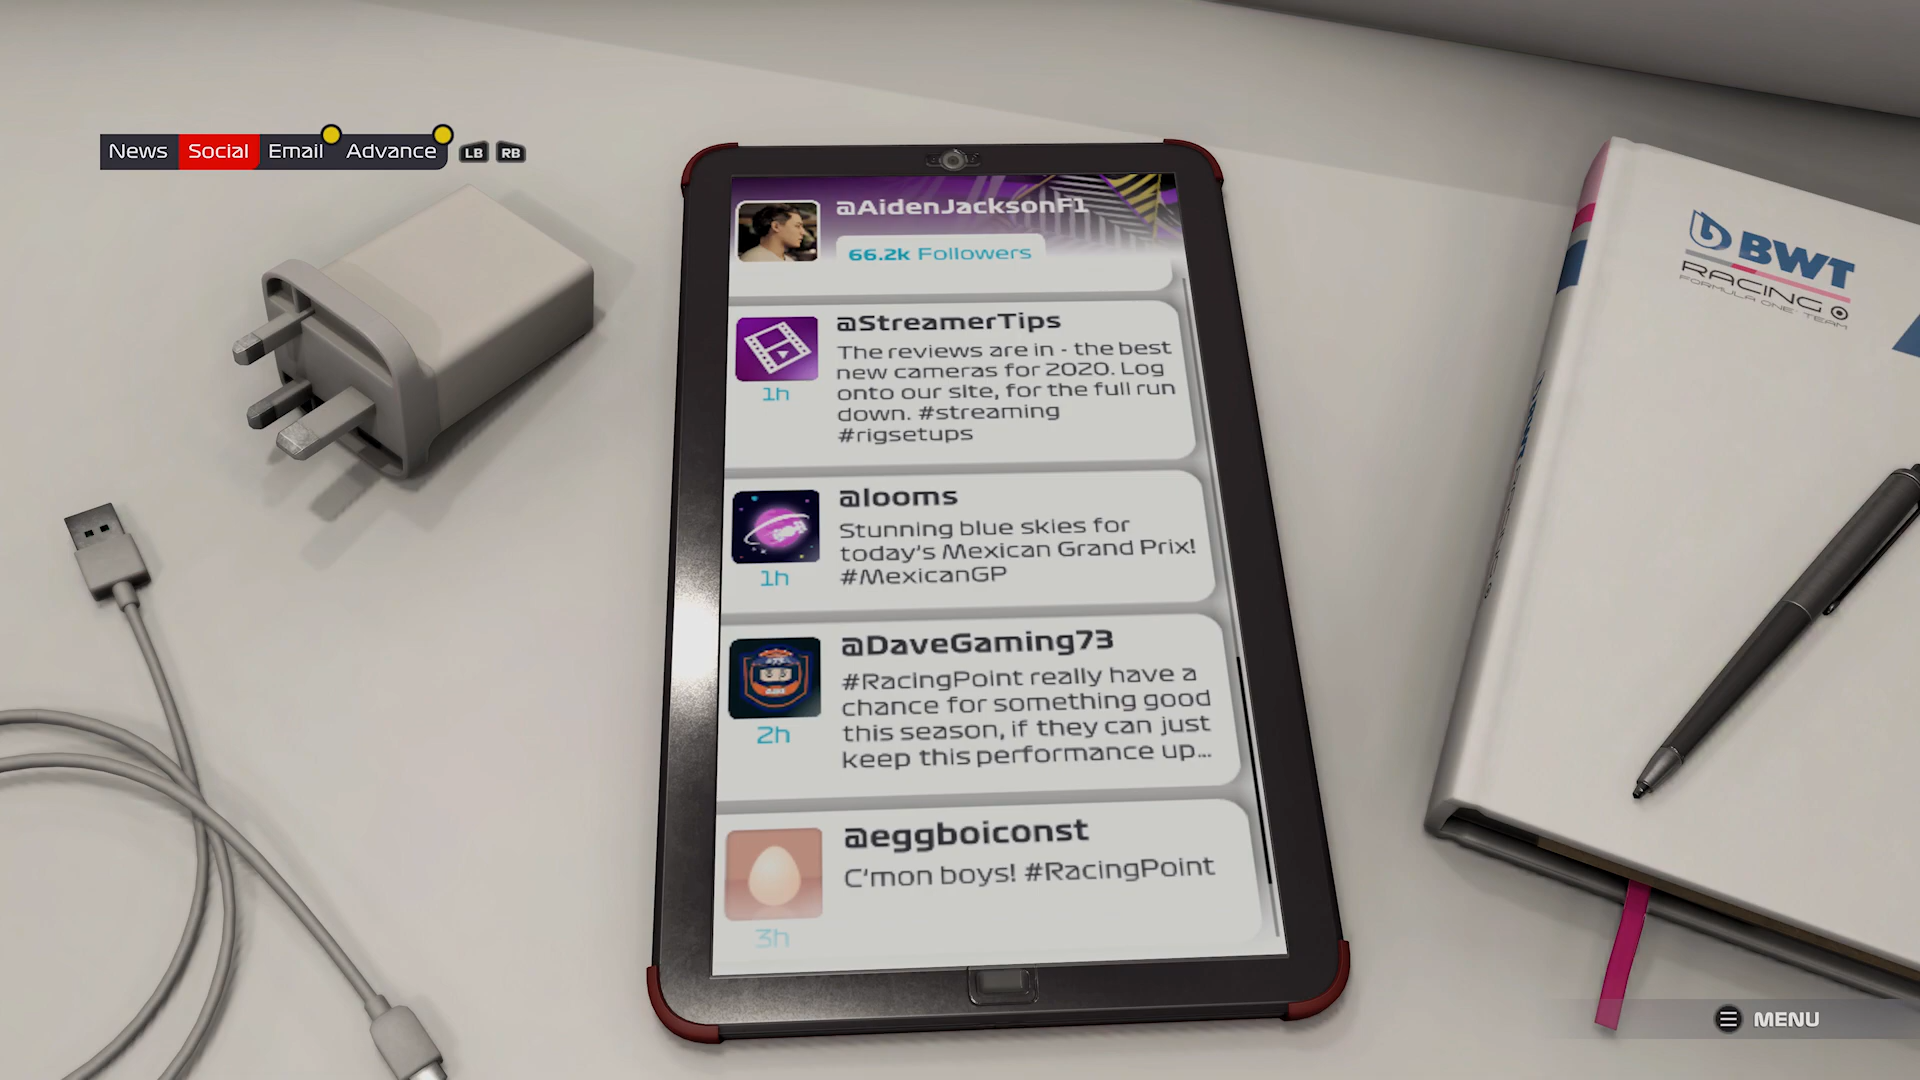 News Social Email Advance LB RB
@AidenJacksonF1
66.2k Followers
@StreamerTips
The reviews are in - the best
new cameras for 2020. Log
onto our site, for the full run
down. #streaming
#rigsetups
1h
@looms
Stunning blue skies for
today's Mexican Grand Prix!
#MexicanGP
1h
@DaveGaming73
#RacingPoint really have a
chance for something good
this season, if they can just
keep this performance up...
2h
@eggboiconst
C'mon boys! #RacingPoint
3h
BWT
RACING
FORMULA ONE TEAM
MENU